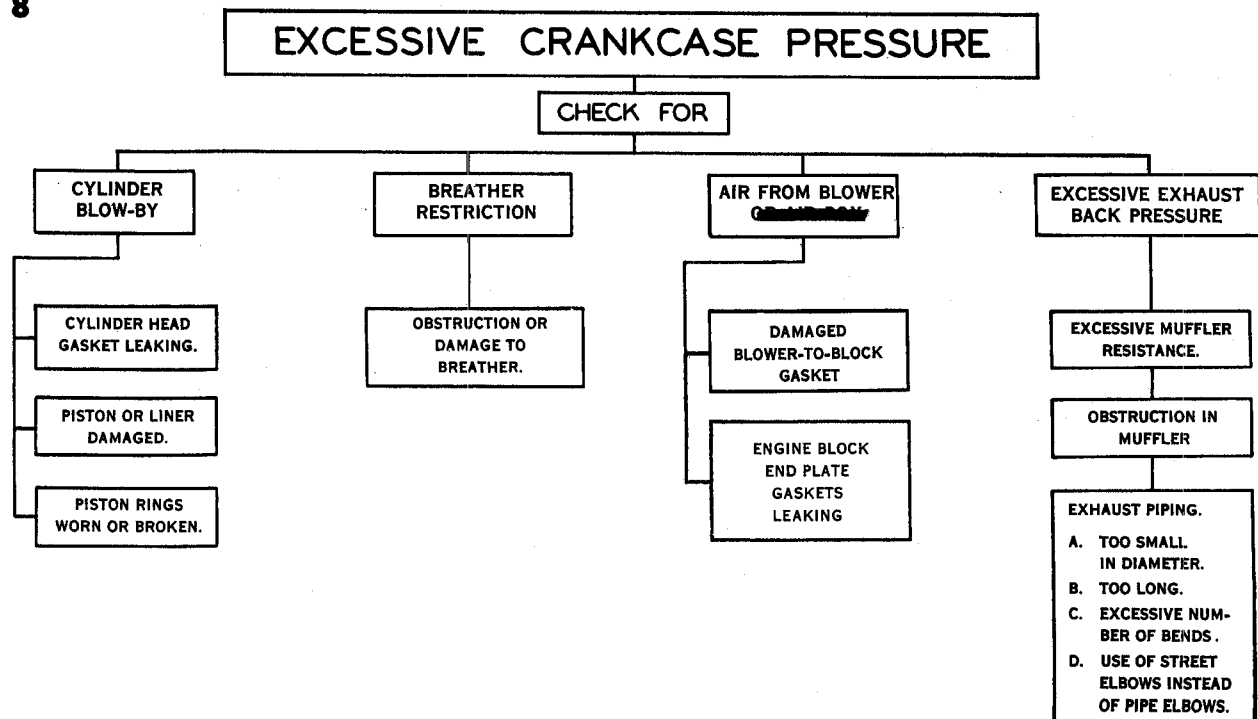 8
EXCESSIVE CRANKCASE PRESSURE
CHECK FOR
CYLINDER
BLOW-BY
CYLINDER HEAD
GASKET LEAKING.
PISTON OR LINER
DAMAGED.
PISTON RINGS
WORN OR BROKEN.
BREATHER
RESTRICTION
OBSTRUCTION OR
DAMAGE TO
BREATHER.
AIR FROM BLOWER
DAMAGED
BLOWER-TO-BLOCK
GASKET
ENGINE BLOCK
END PLATE
GASKETS
LEAKING
EXCESSIVE EXHAUST
BACK PRESSURE
EXCESSIVE MUFFLER
RESISTANCE.
OBSTRUCTION IN
MUFFLER
EXHAUST PIPING.
A. TOO SMALL
IN DIAMETER.
B. TOO LONG.
C. EXCESSIVE NUM-
BER OF BENDS.
D. USE OF STREET
ELBOWS INSTEAD
OF PIPE ELBOWS.